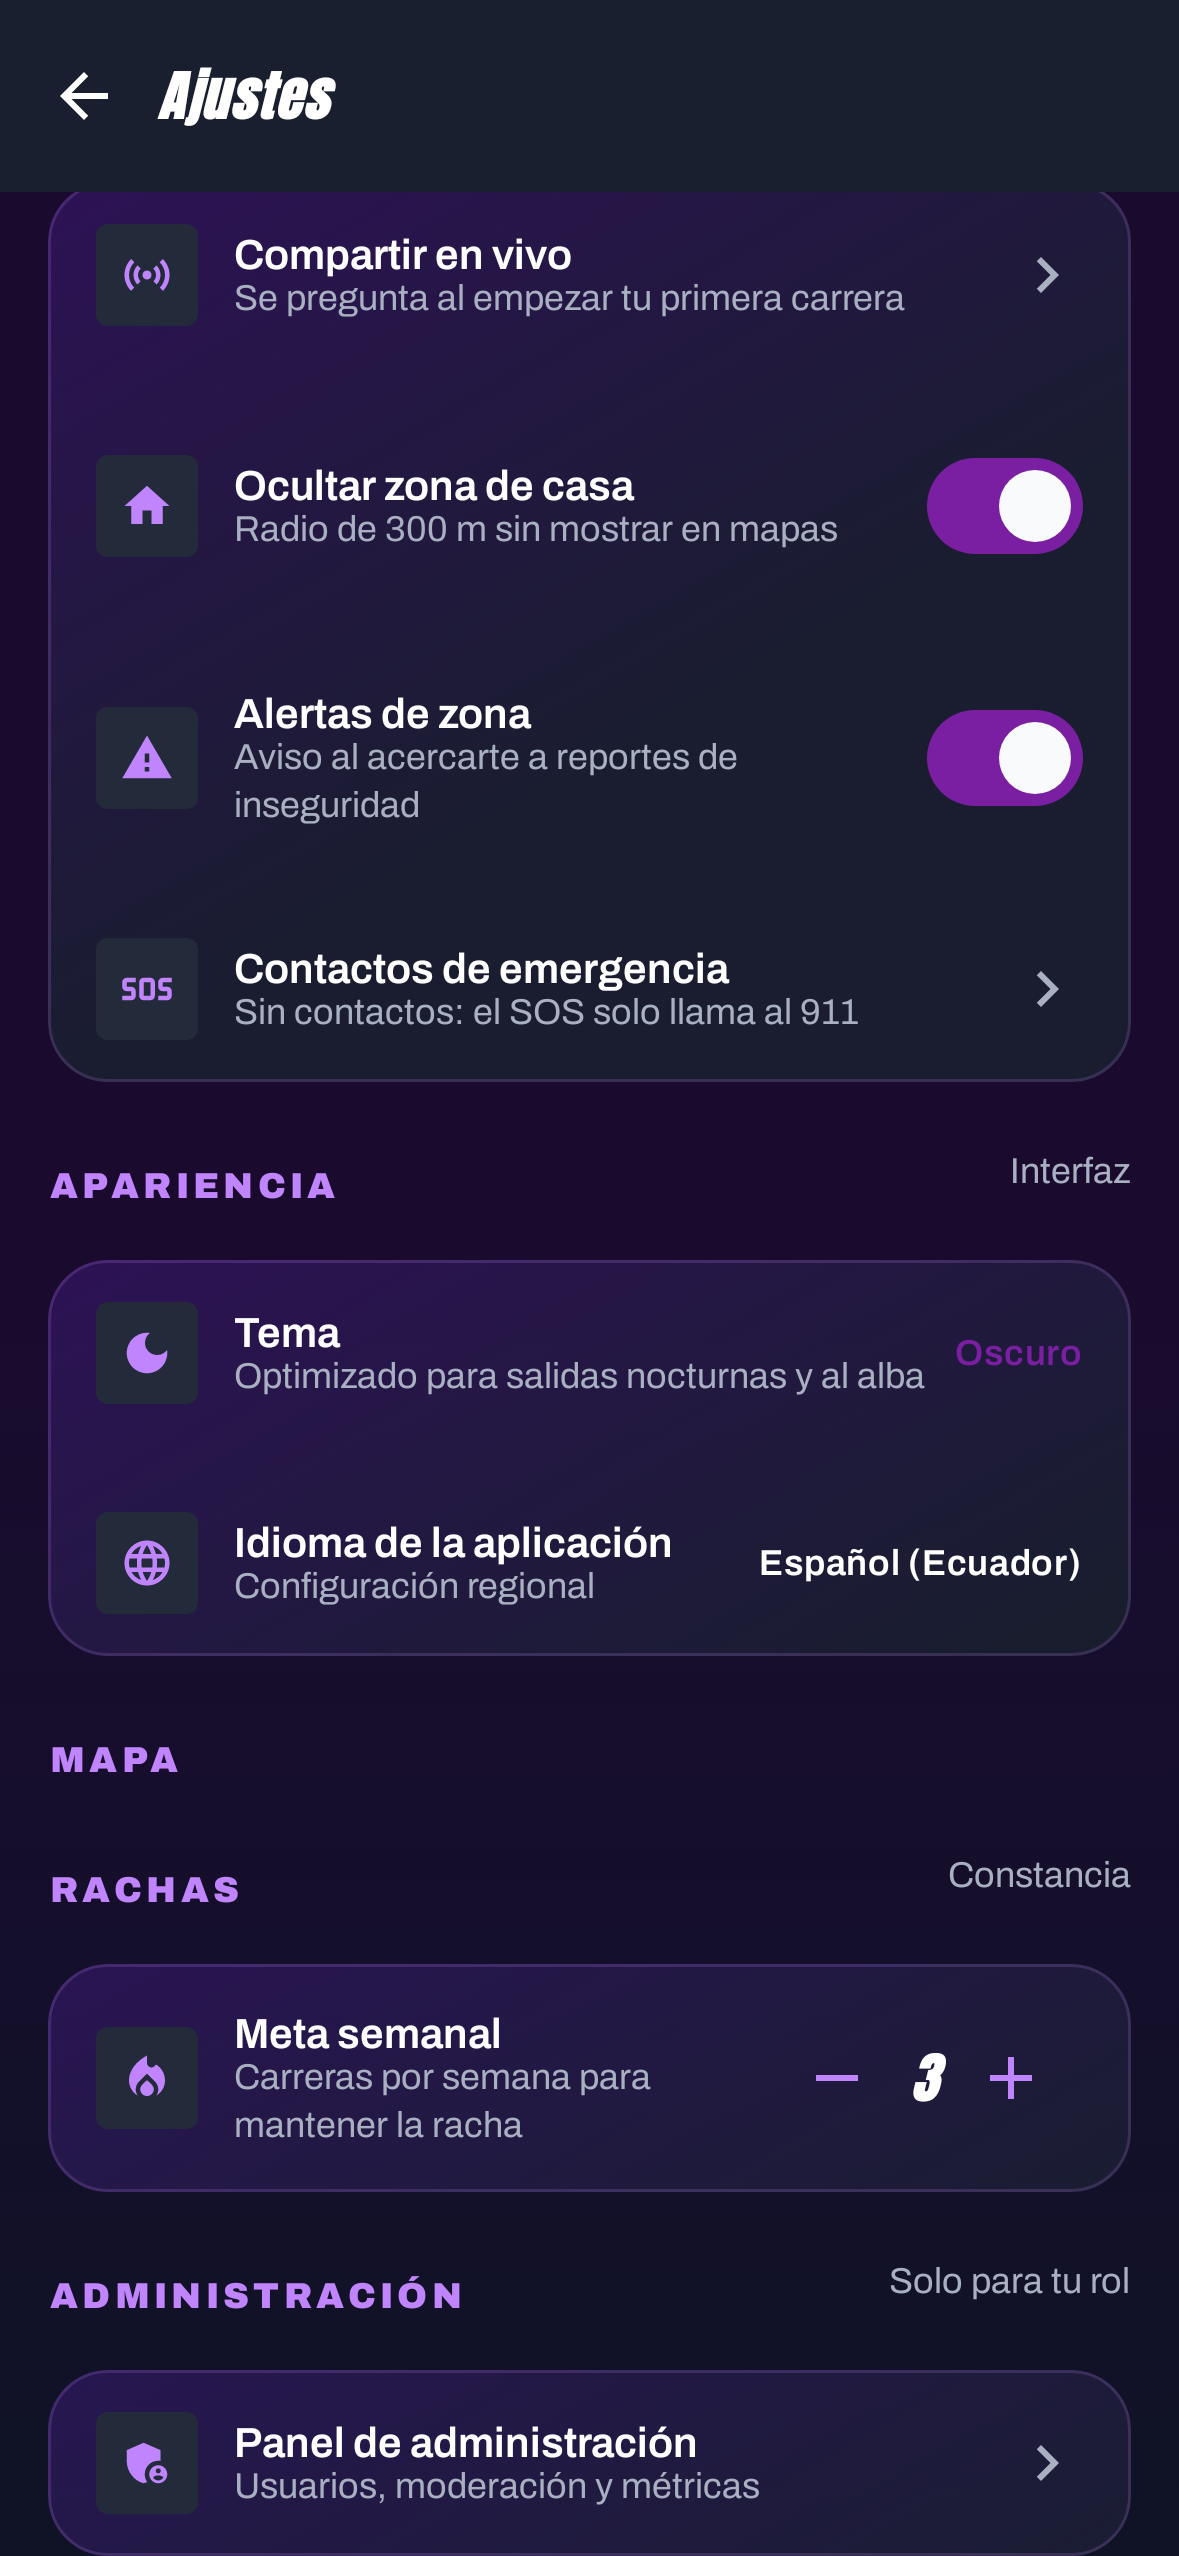 Ajustes
Compartir en vivo
Se pregunta al empezar tu primera carrera
Ocultar zona de casa
Radio de 300 m sin mostrar en mapas
Alertas de zona
Aviso al acercarte a reportes de
inseguridad
SOS
Contactos de emergencia
Sin contactos: el SOS solo llama al 911
APARIENCIA
Interfaz
Tema
Optimizado para salidas nocturnas y al alba
Oscuro
Idioma de la aplicación
Configuración regional
Español (Ecuador)
MAPA
RACHAS
Constancia
Meta semanal
Carreras por semana para
mantener la racha
3
ADMINISTRACIÓN
Solo para tu rol
Panel de administración
Usuarios, moderación y métricas